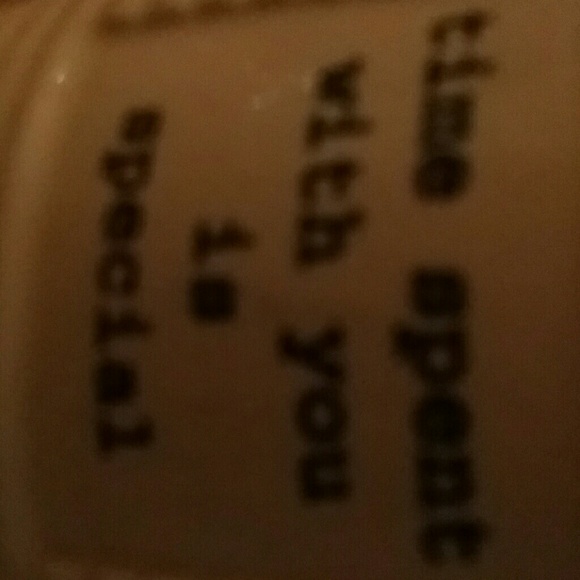 time spent
with you
is
special